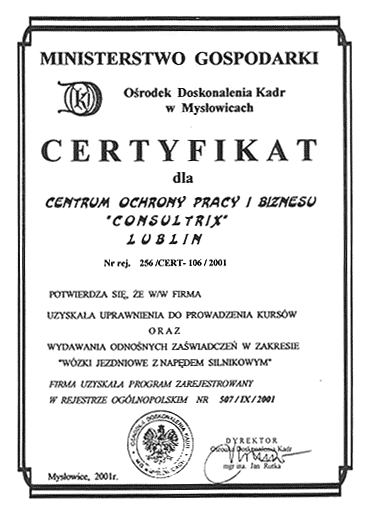 MINISTERSTWO GOSPODARKI
Ośrodek Doskonalenia Kadr
w Mysłowicach
CERTYFIKAT
dla
CENTRUM OCHRONY PRACY I BIZNESU
"CONSULTRIX"
LUBLIN
Nr rej. 256 /CERT- 106 / 2001
POTWIERDZA SIĘ, ŻE W/W FIRMA
UZYSKAŁA UPRAWNIENIA DO PROWADZENIA KURSÓW
ORAZ
WYDAWANIA ODNOŚNYCH ZAŚWIADCZEŃ W ZAKRESIE
"WÓZKI JEZDNIOWE Z NAPĘDEM SILNIKOWYM"
FIRMA UZYSKAŁA PROGRAM ZAREJESTROWANY
W REJESTRZE OGÓLNOPOLSKIM NR 507/IX/2001
OŚRODEK DOSKONALENIA KADR
DYREKTOR
Ośrodka Doskonalenia Kadr
mgr inż. Jan Rutka
Mysłowice, 2001r.